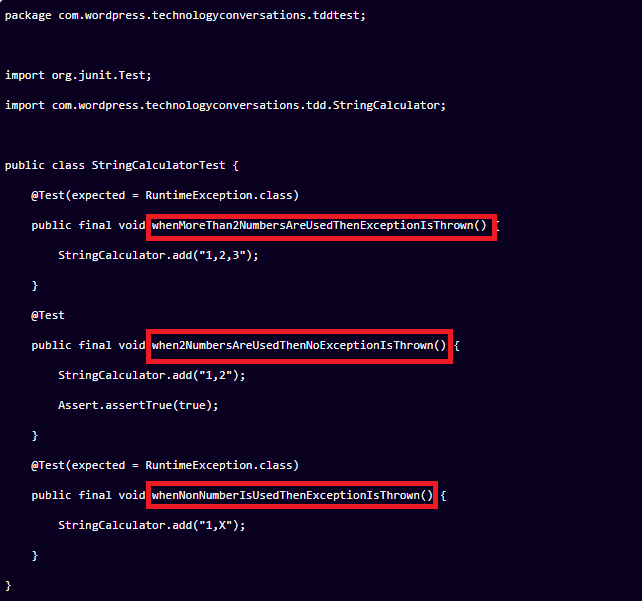 package com.wordpress.technologyconversations.tddtest;
import org.junit.Test;
import com.wordpress.technologyconversations.tdd.StringCalculator;
public class StringCalculatorTest {
@Test(expected = RuntimeException.class)
public final void whenMoreThan2NumbersAreUsedThenExceptionIsThrown() {
StringCalculator.add("1,2,3");
}
@Test
public final void when2NumbersAreUsedThenNoExceptionIsThrown() {
StringCalculator.add("1,2");
Assert.assertTrue(true);
}
@Test(expected = RuntimeException.class)
public final void whenNonNumberIsUsedThenExceptionIsThrown() {
StringCalculator.add("1,X");
}
}